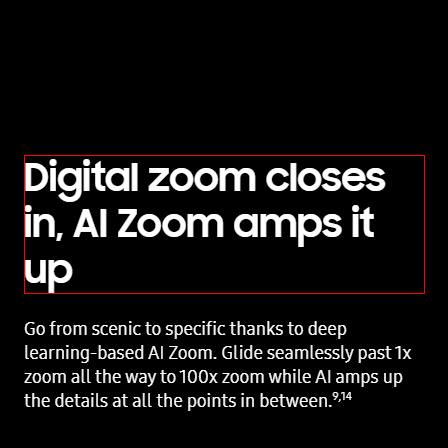 Digital zoom closes
in, AI Zoom amps it
up
Go from scenic to specific thanks to deep
learning-based AI Zoom. Glide seamlessly past 1x
zoom all the way to 100x zoom while AI amps up
the details at all the points in between.⁹,¹⁴